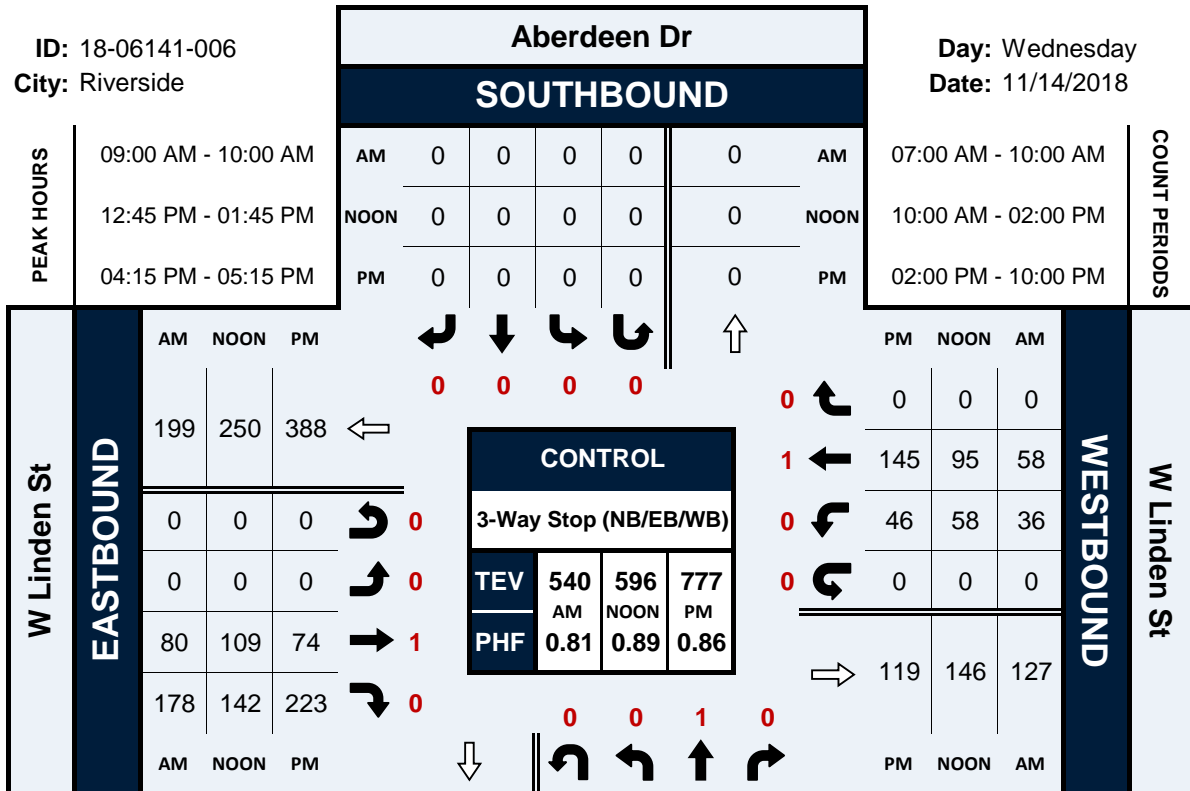 ID: 18-06141-006
City: Riverside
Aberdeen Dr
SOUTHBOUND
Day: Wednesday
Date: 11/14/2018
PEAK HOURS
09:00 AM - 10:00 AM
12:45 PM - 01:45 PM
04:15 PM - 05:15 PM
AM 0 0 0 0 0 AM
NOON 0 0 0 0 0 NOON
PM 0 0 0 0 0 PM
07:00 AM - 10:00 AM
10:00 AM - 02:00 PM
02:00 PM - 10:00 PM
COUNT PERIODS
0 0 0 0
W Linden St
EASTBOUND
AM NOON PM
199 250 388
0 0 0 0
0 0 0 0
80 109 74 1
178 142 223 0
AM NOON PM
CONTROL
3-Way Stop (NB/EB/WB)
TEV 540 596 777
AM NOON PM
PHF 0.81 0.89 0.86
PM NOON AM
0 0 0 0
1 145 95 58
0 46 58 36
0 0 0 0
119 146 127
PM NOON AM
WESTBOUND
W Linden St
0 0 1 0